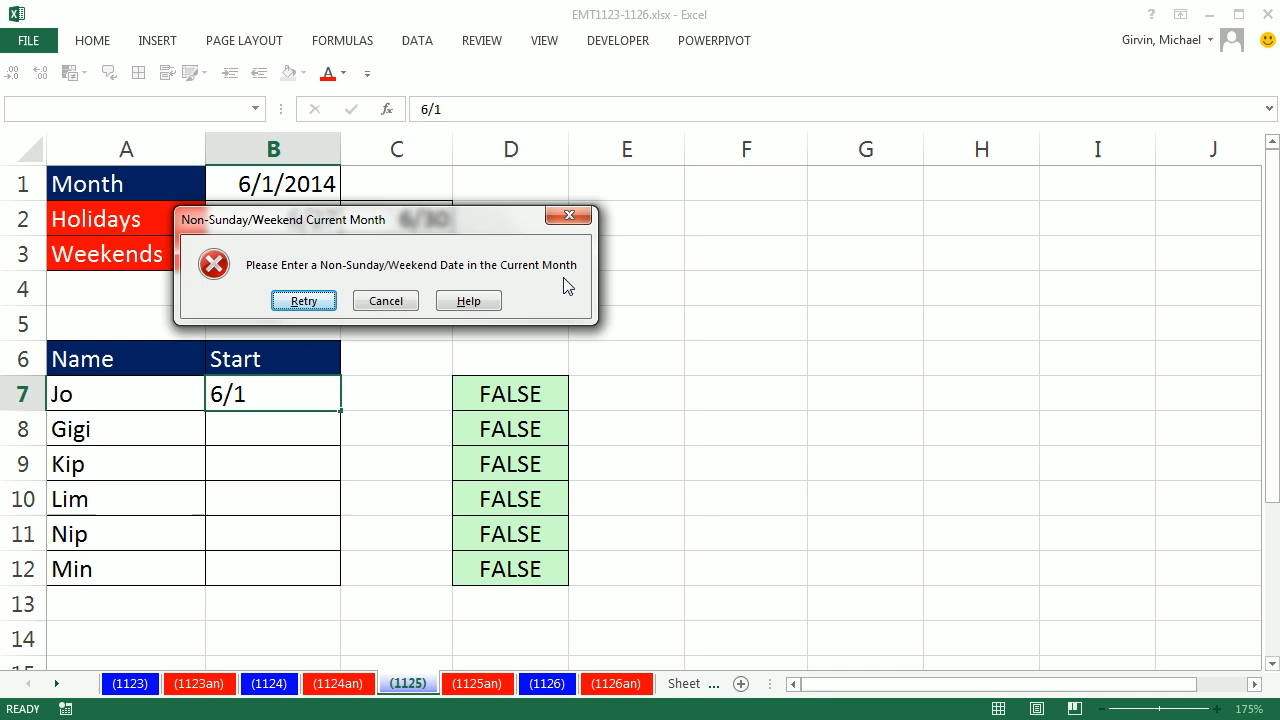 EMT1123-1126.xlsx - Excel
FILE HOME INSERT PAGE LAYOUT FORMULAS DATA REVIEW VIEW DEVELOPER POWERPIVOT Girvin, Michael
fx 6/1
A B C D E F G H I J
1 Month 6/1/2014
2 Holidays 6/30
3 Weekends
Non-Sunday/Weekend Current Month
Please Enter a Non-Sunday/Weekend Date in the Current Month
Retry Cancel Help
4
5
6 Name Start
7 Jo 6/1 FALSE
8 Gigi FALSE
9 Kip FALSE
10 Lim FALSE
11 Nip FALSE
12 Min FALSE
13
14
15
(1123) (1123an) (1124) (1124an) (1125) (1125an) (1126) (1126an) Sheet ...
READY 175%